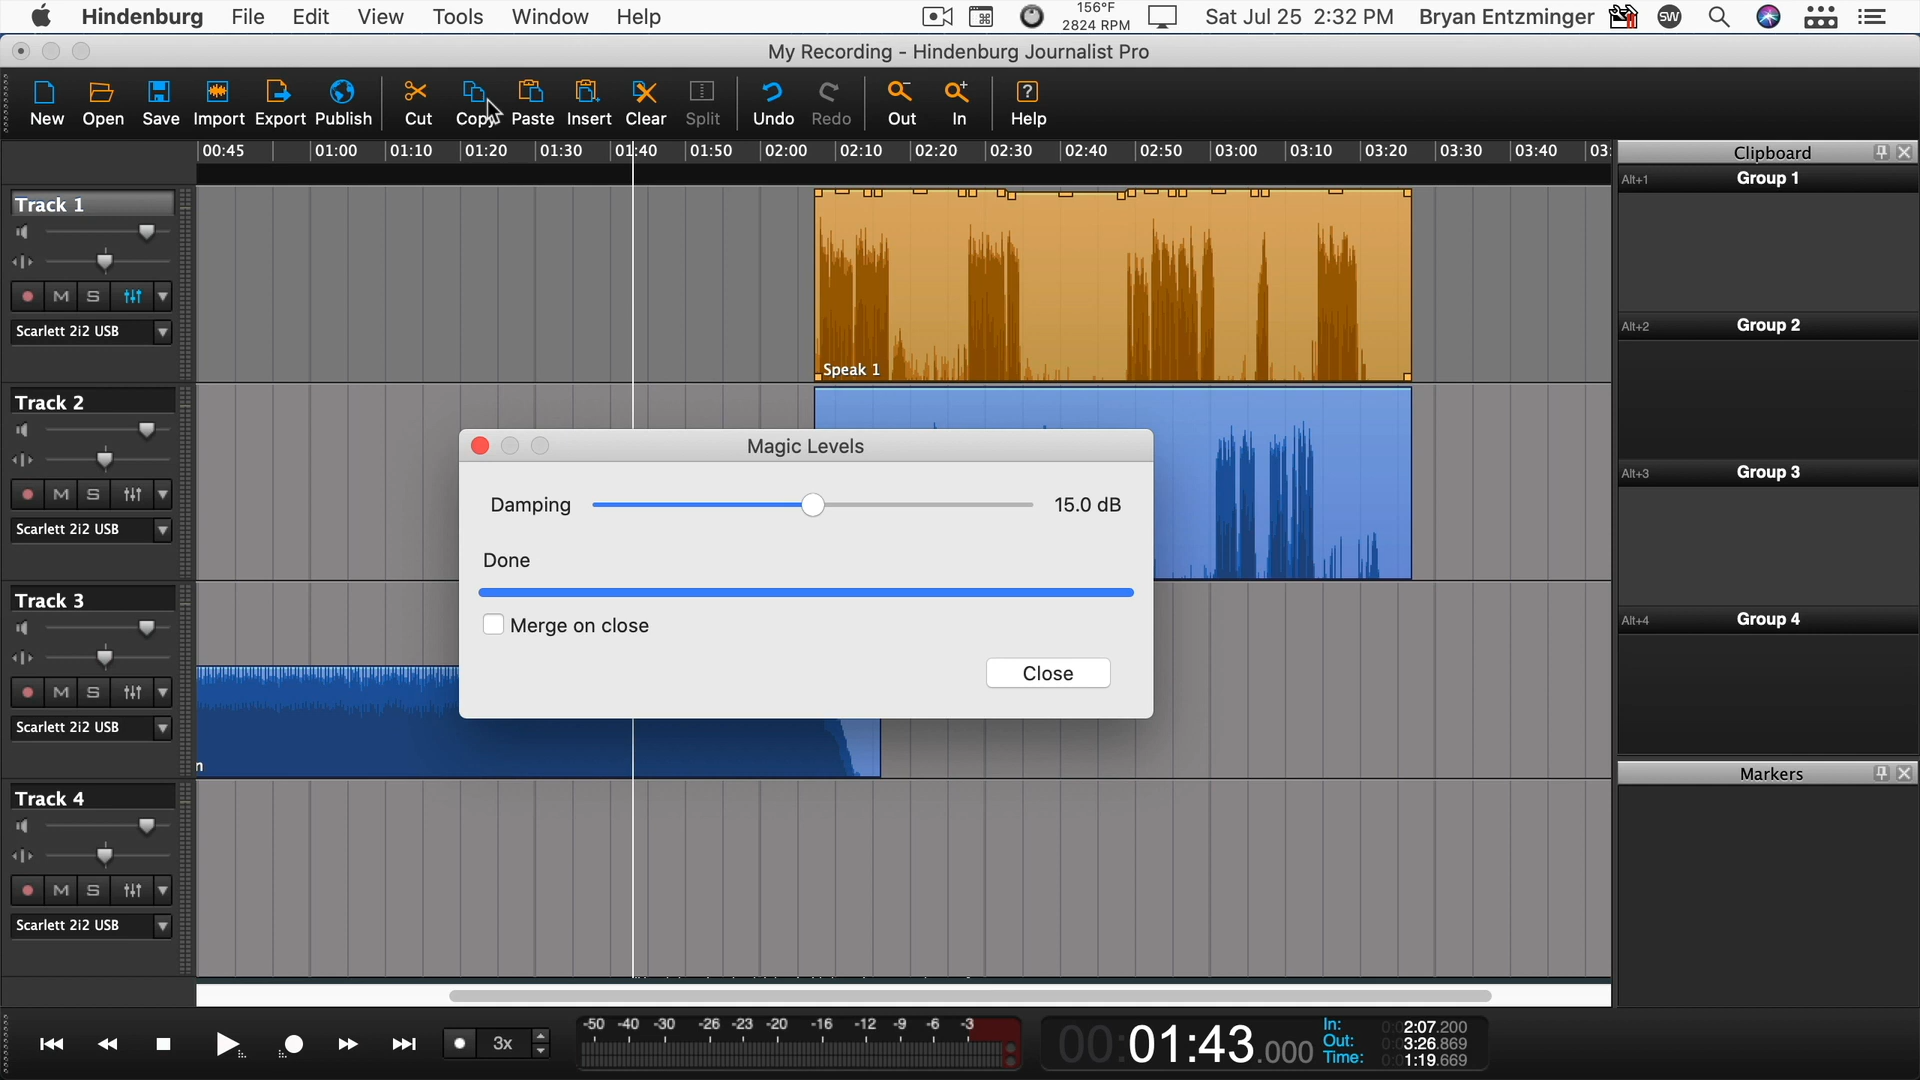 Hindenburg File Edit View Tools Window Help
156°F
2824 RPM
Sat Jul 25 2:32 PM Bryan Entzminger
SW
My Recording - Hindenburg Journalist Pro
New Open Save Import Export Publish Cut Copy Paste Insert Clear Split Undo Redo Out In Help
00:45 01:00 01:10 01:20 01:30 01:40 01:50 02:00 02:10 02:20 02:30 02:40 02:50 03:00 03:10 03:20 03:30 03:40 03:
Clipboard
Alt+1 Group 1
Alt+2 Group 2
Alt+3 Group 3
Alt+4 Group 4
Markers
Track 1
M S
Scarlett 2i2 USB
Speak 1
Track 2
M S
Scarlett 2i2 USB
Magic Levels
Damping 15.0 dB
Done
Merge on close
Close
Track 3
M S
Scarlett 2i2 USB
n
Track 4
M S
Scarlett 2i2 USB
3x
-50 -40 -30 -26 -23 -20 -16 -12 -9 -6 -3
00:01:43.000
In: 0:02:07.200
Out: 0:03:26.869
Time: 0:01:19.669